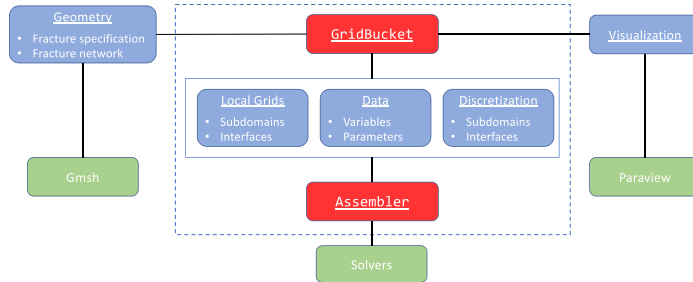 Geometry
• Fracture specification
• Fracture network
GridBucket
Visualization
Local Grids
• Subdomains
• Interfaces
Data
• Variables
• Parameters
Discretization
• Subdomains
• Interfaces
Gmsh
Assembler
Paraview
Solvers